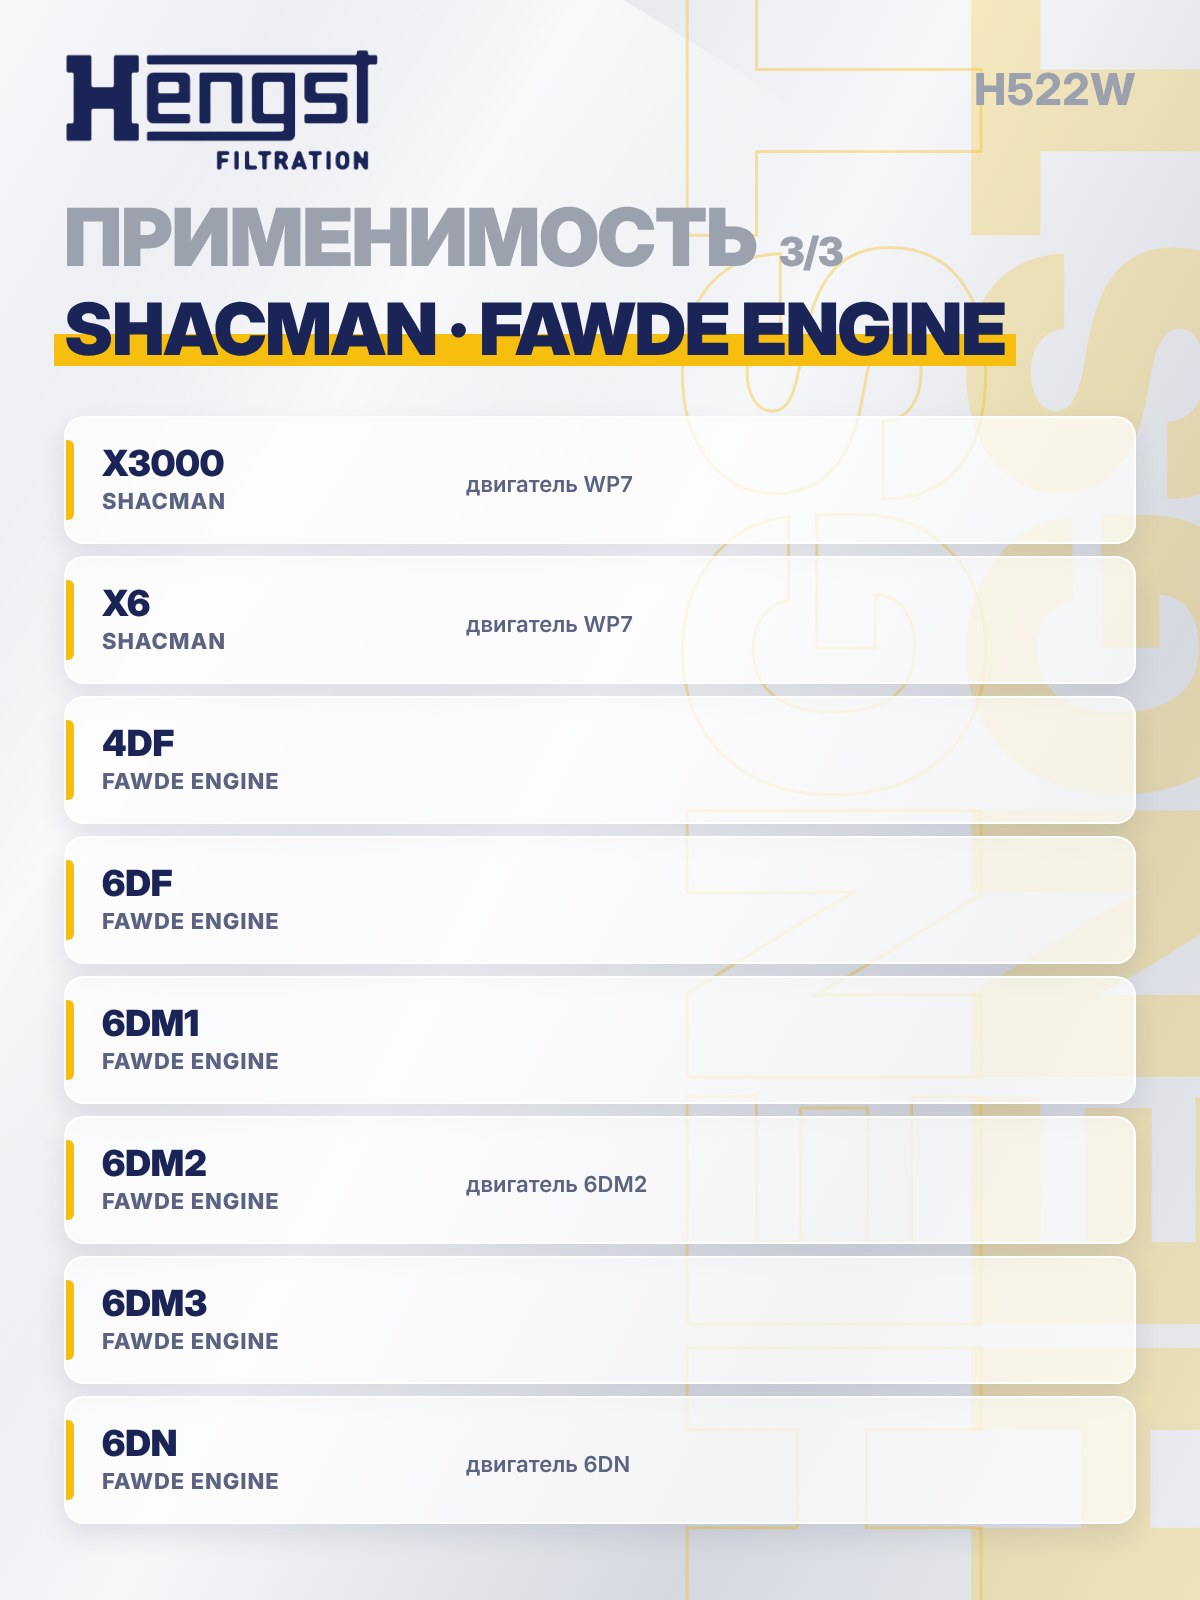 Hengst
FILTRATION
H522W
ПРИМЕНИМОСТЬ 3/3
SHACMAN · FAWDE ENGINE
X3000
SHACMAN
двигатель WP7
X6
SHACMAN
двигатель WP7
4DF
FAWDE ENGINE
6DF
FAWDE ENGINE
6DM1
FAWDE ENGINE
6DM2
FAWDE ENGINE
двигатель 6DM2
6DM3
FAWDE ENGINE
6DN
FAWDE ENGINE
двигатель 6DN
HENGST
HENGST